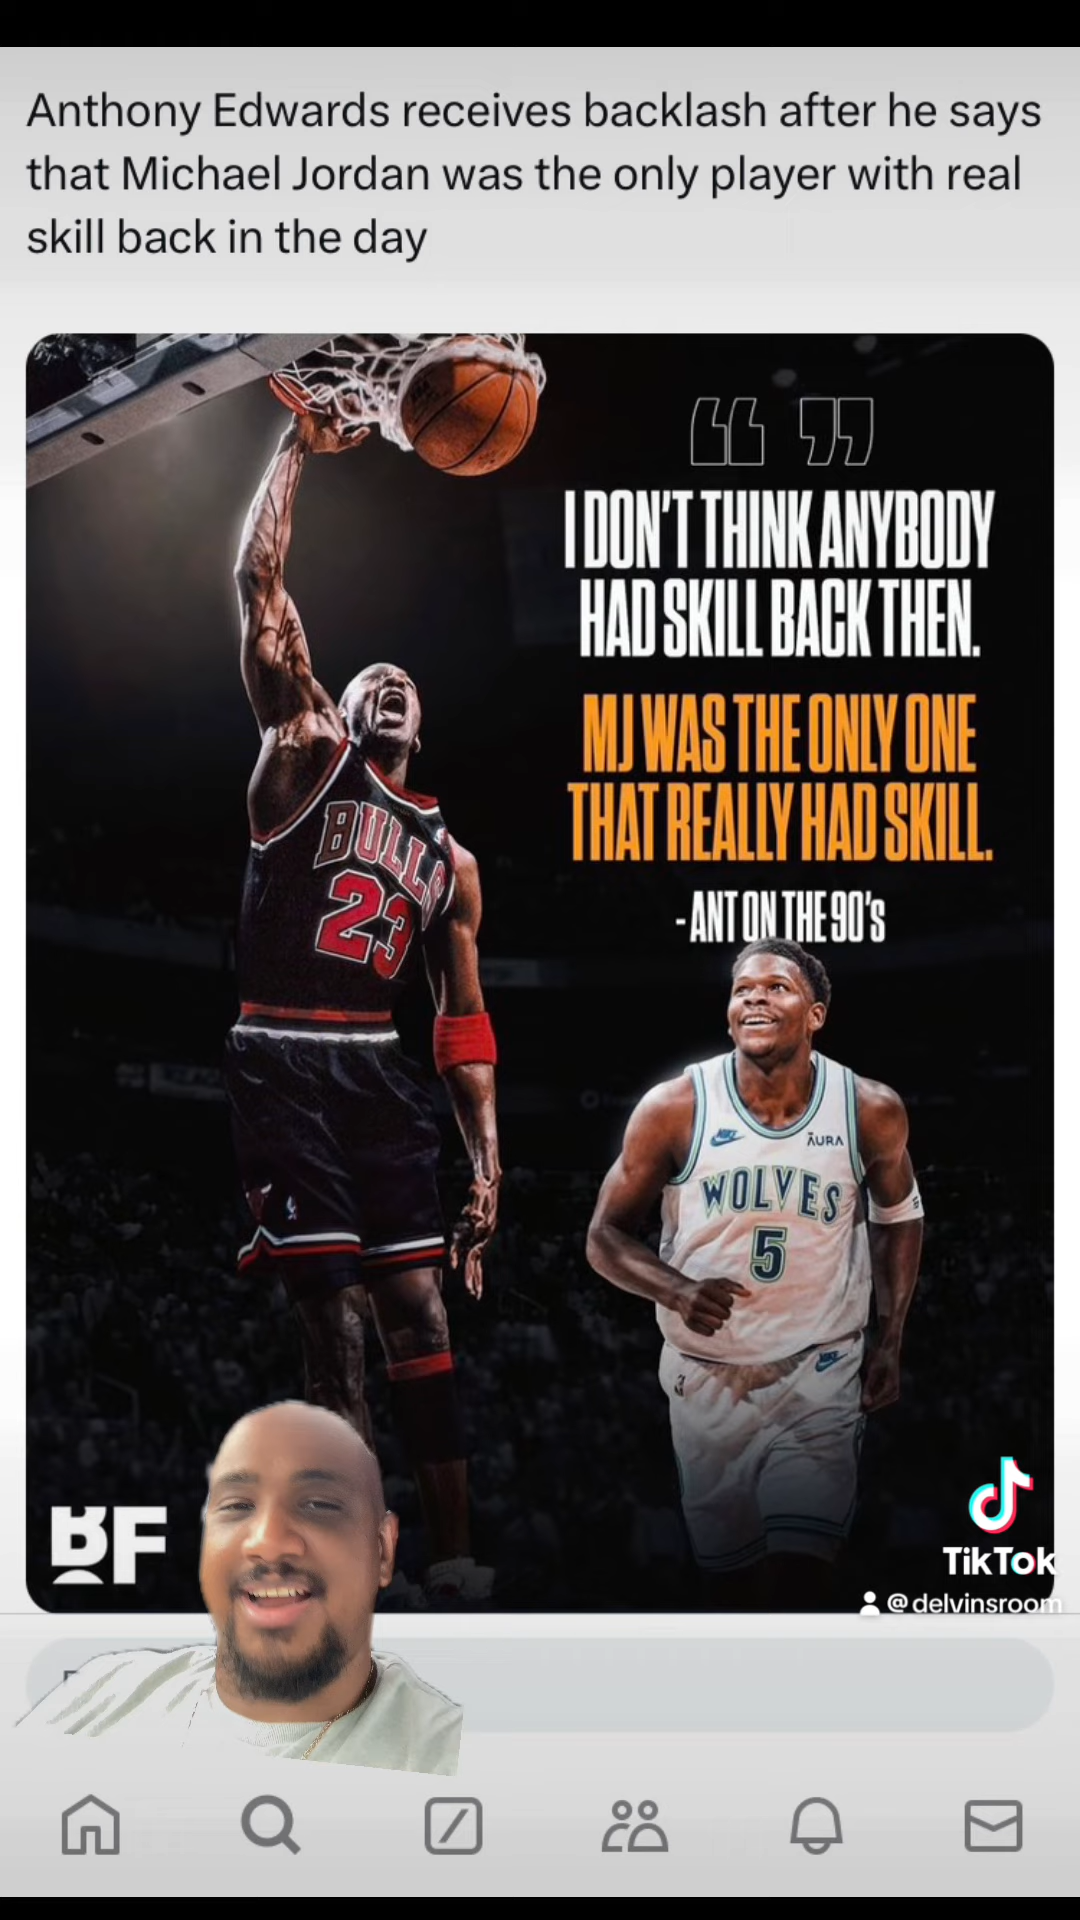 Anthony Edwards receives backlash after he says
that Michael Jordan was the only player with real
skill back in the day
“ ”
I DON'T THINK ANYBODY
HAD SKILL BACK THEN.
MJ WAS THE ONLY ONE
THAT REALLY HAD SKILL.
- ANT ON THE 90's
BULLS
23
NIKE
AURA
WOLVES
5
BF
TikTok
@delvinsroom